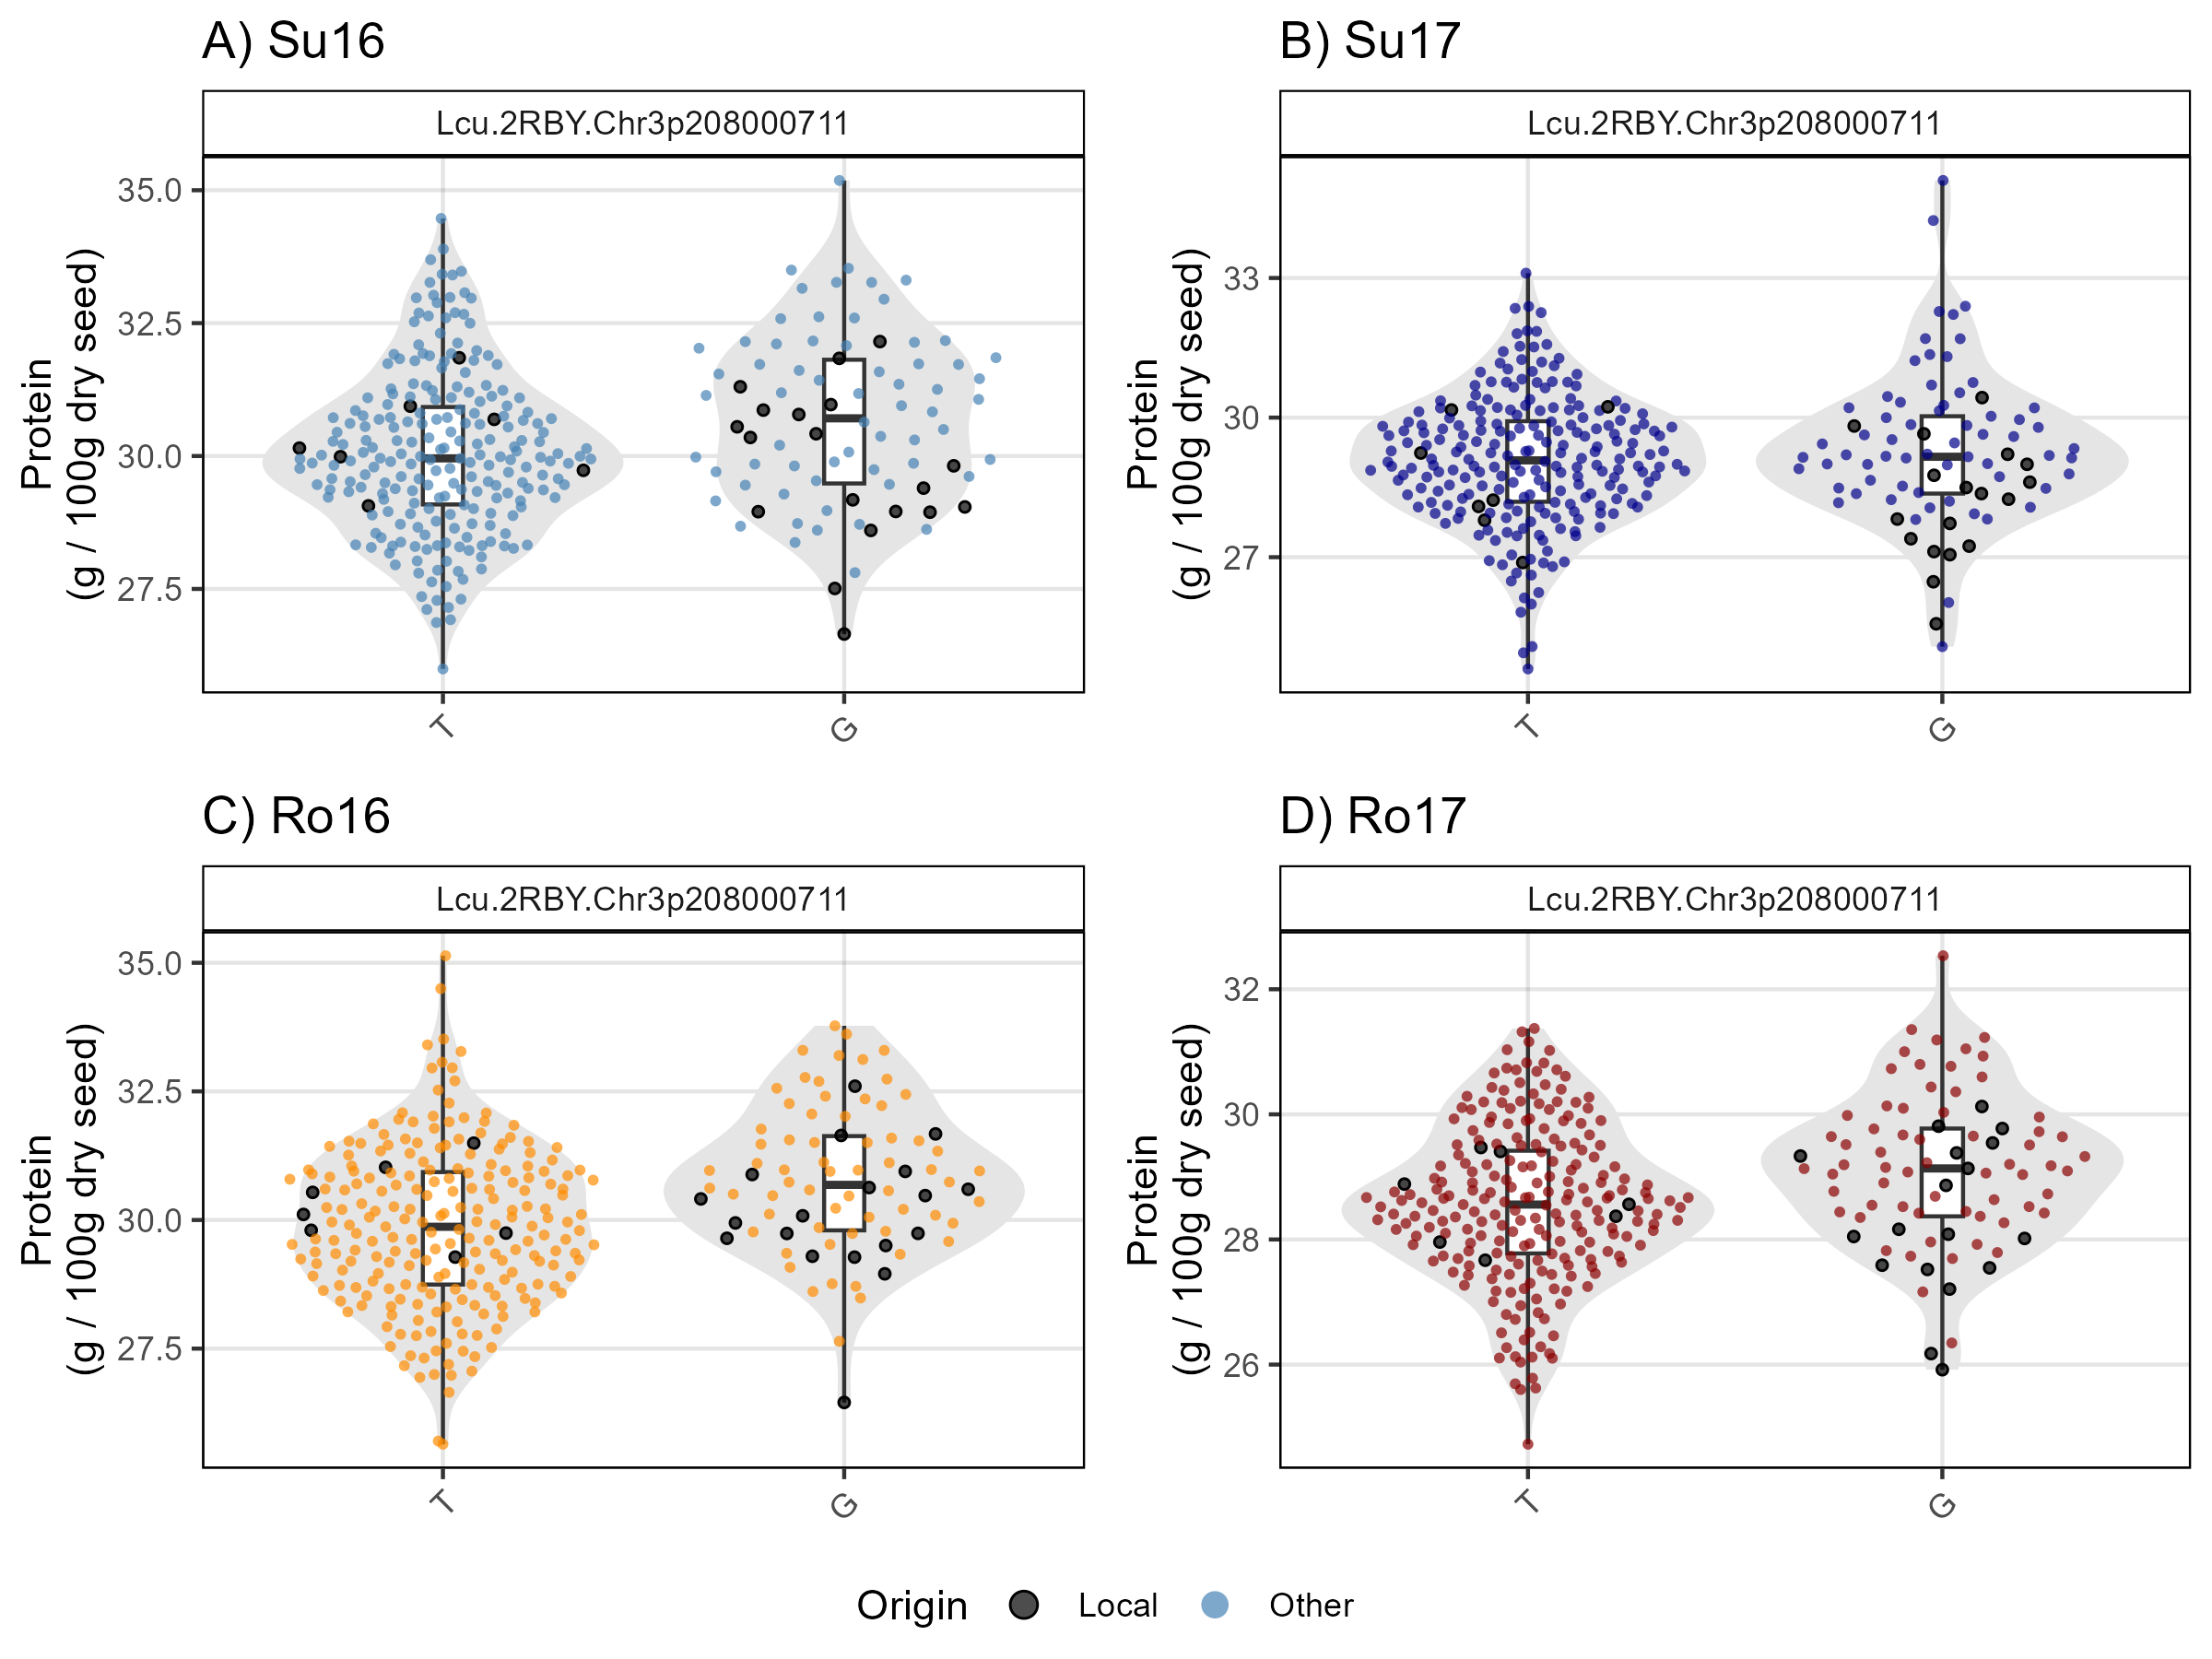 A) Su16
Lcu.2RBY.Chr3p208000711
Protein
(g / 100g dry seed)
35.0
32.5
30.0
27.5
T
G
B) Su17
Lcu.2RBY.Chr3p208000711
Protein
(g / 100g dry seed)
33
30
27
T
G
C) Ro16
Lcu.2RBY.Chr3p208000711
Protein
(g / 100g dry seed)
35.0
32.5
30.0
27.5
T
G
D) Ro17
Lcu.2RBY.Chr3p208000711
Protein
(g / 100g dry seed)
32
30
28
26
T
G
Origin Local Other